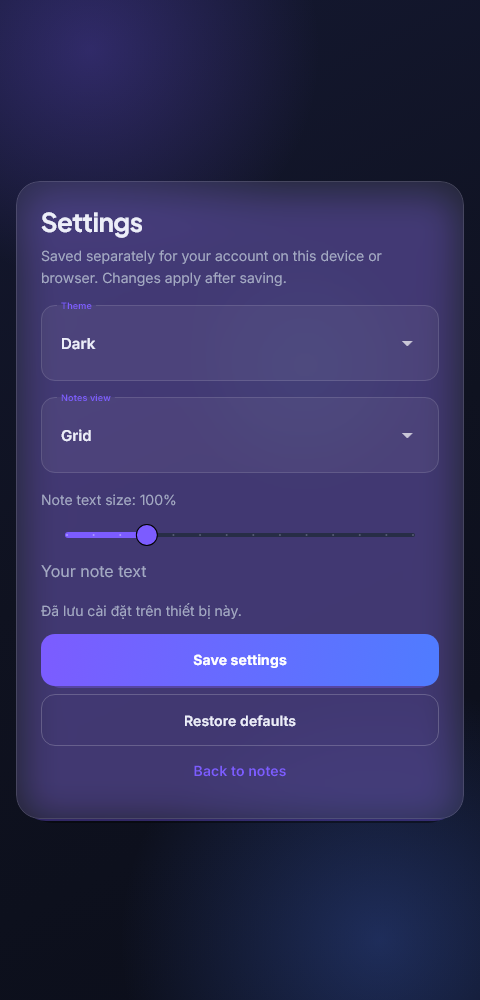 Settings
Saved separately for your account on this device or
browser. Changes apply after saving.
Theme
Dark
Notes view
Grid
Note text size: 100%
Your note text
Đã lưu cài đặt trên thiết bị này.
Save settings
Restore defaults
Back to notes